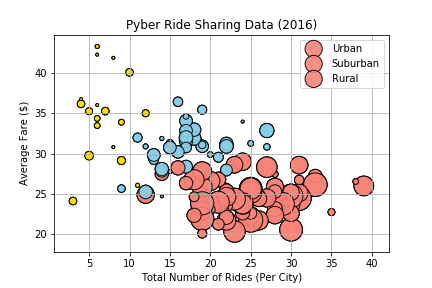 Pyber Ride Sharing Data (2016)
Urban
Suburban
Rural
Average Fare ($)
40
35
30
25
20
5 10 15 20 25 30 35 40
Total Number of Rides (Per City)